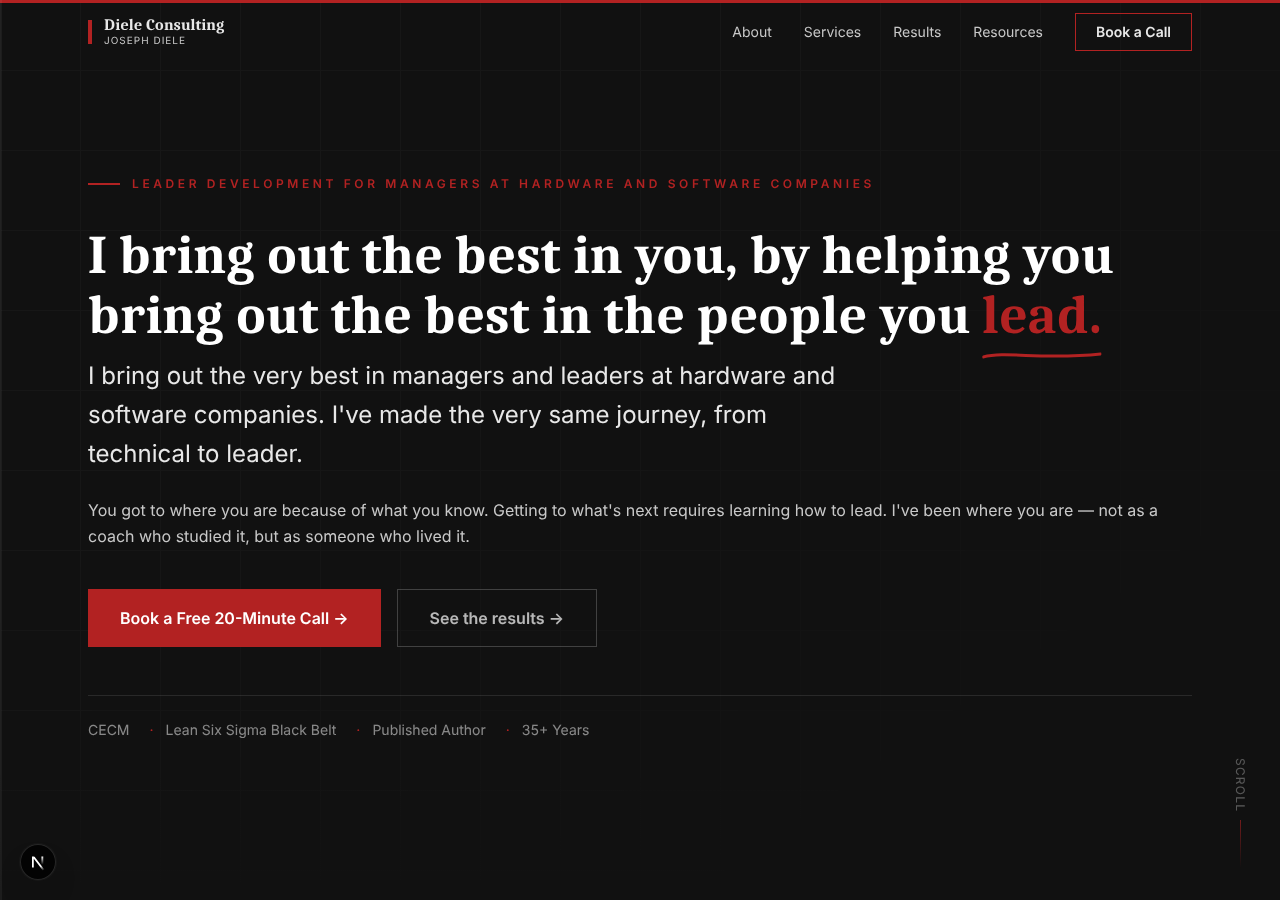 Diele Consulting
JOSEPH DIELE
About
Services
Results
Resources
Book a Call
LEADER DEVELOPMENT FOR MANAGERS AT HARDWARE AND SOFTWARE COMPANIES
I bring out the best in you, by helping you
bring out the best in the people you lead.
I bring out the very best in managers and leaders at hardware and
software companies. I've made the very same journey, from
technical to leader.
You got to where you are because of what you know. Getting to what's next requires learning how to lead. I've been where you are — not as a
coach who studied it, but as someone who lived it.
Book a Free 20-Minute Call →
See the results →
CECM · Lean Six Sigma Black Belt · Published Author · 35+ Years
SCROLL
N